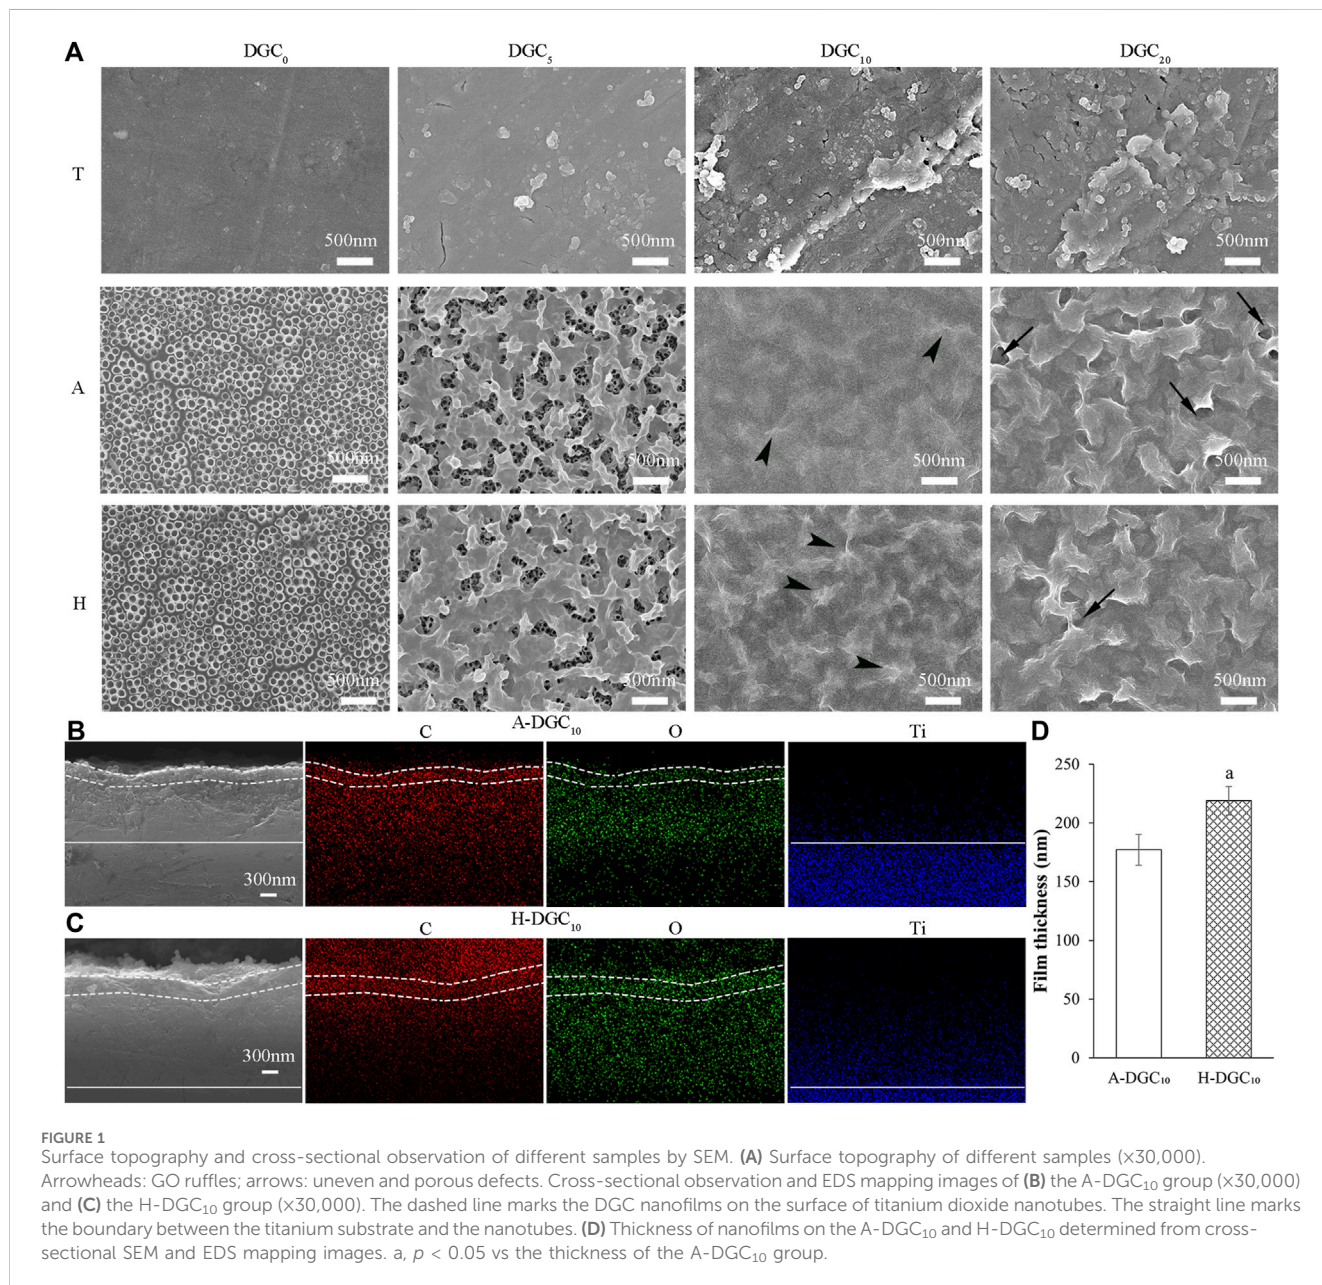 A
DGC0 DGC5 DGC10 DGC20
T
500nm 500nm 500nm 500nm
A
500nm 500nm 500nm 500nm
H
500nm 300nm 500nm 500nm
B A-DGC10
C O Ti
300nm
C H-DGC10
C O Ti
300nm
D
Film thickness (nm)
250
200
150
100
50
0
a
A-DGC10 H-DGC10
FIGURE 1
Surface topography and cross-sectional observation of different samples by SEM. (A) Surface topography of different samples (×30,000).
Arrowheads: GO ruffles; arrows: uneven and porous defects. Cross-sectional observation and EDS mapping images of (B) the A-DGC10 group (×30,000)
and (C) the H-DGC10 group (×30,000). The dashed line marks the DGC nanofilms on the surface of titanium dioxide nanotubes. The straight line marks
the boundary between the titanium substrate and the nanotubes. (D) Thickness of nanofilms on the A-DGC10 and H-DGC10 determined from cross-
sectional SEM and EDS mapping images. a, p < 0.05 vs the thickness of the A-DGC10 group.